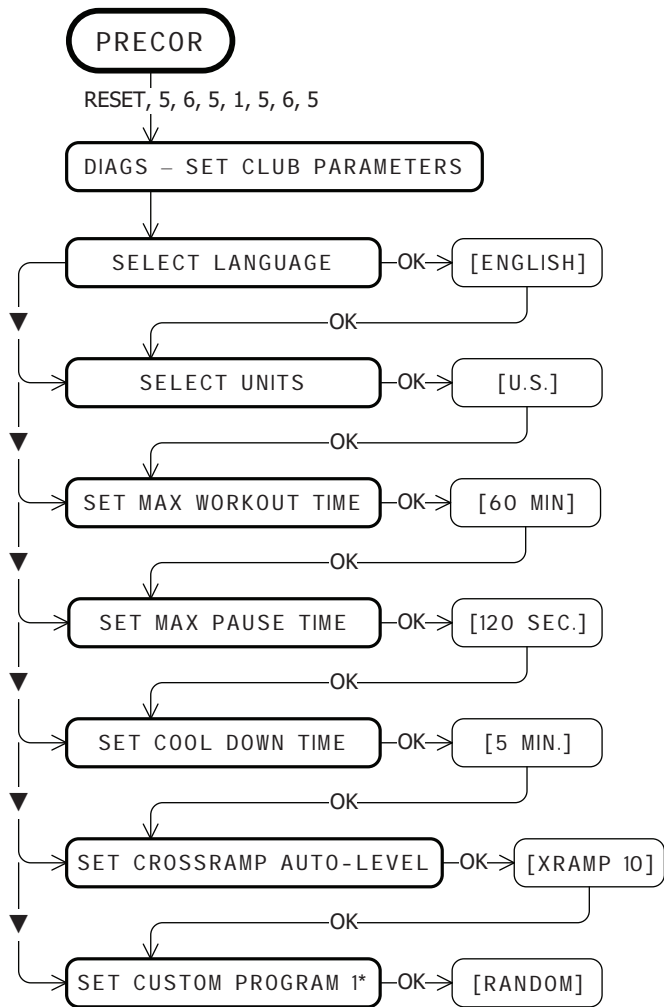 PRECOR
RESET, 5, 6, 5, 1, 5, 6, 5
DIAGS – SET CLUB PARAMETERS
SELECT LANGUAGE OK [ENGLISH]
OK
SELECT UNITS OK [U.S.]
OK
SET MAX WORKOUT TIME OK [60 MIN]
OK
SET MAX PAUSE TIME OK [120 SEC.]
OK
SET COOL DOWN TIME OK [5 MIN.]
OK
SET CROSSRAMP AUTO-LEVEL OK [XRAMP 10]
OK
SET CUSTOM PROGRAM 1* OK [RANDOM]